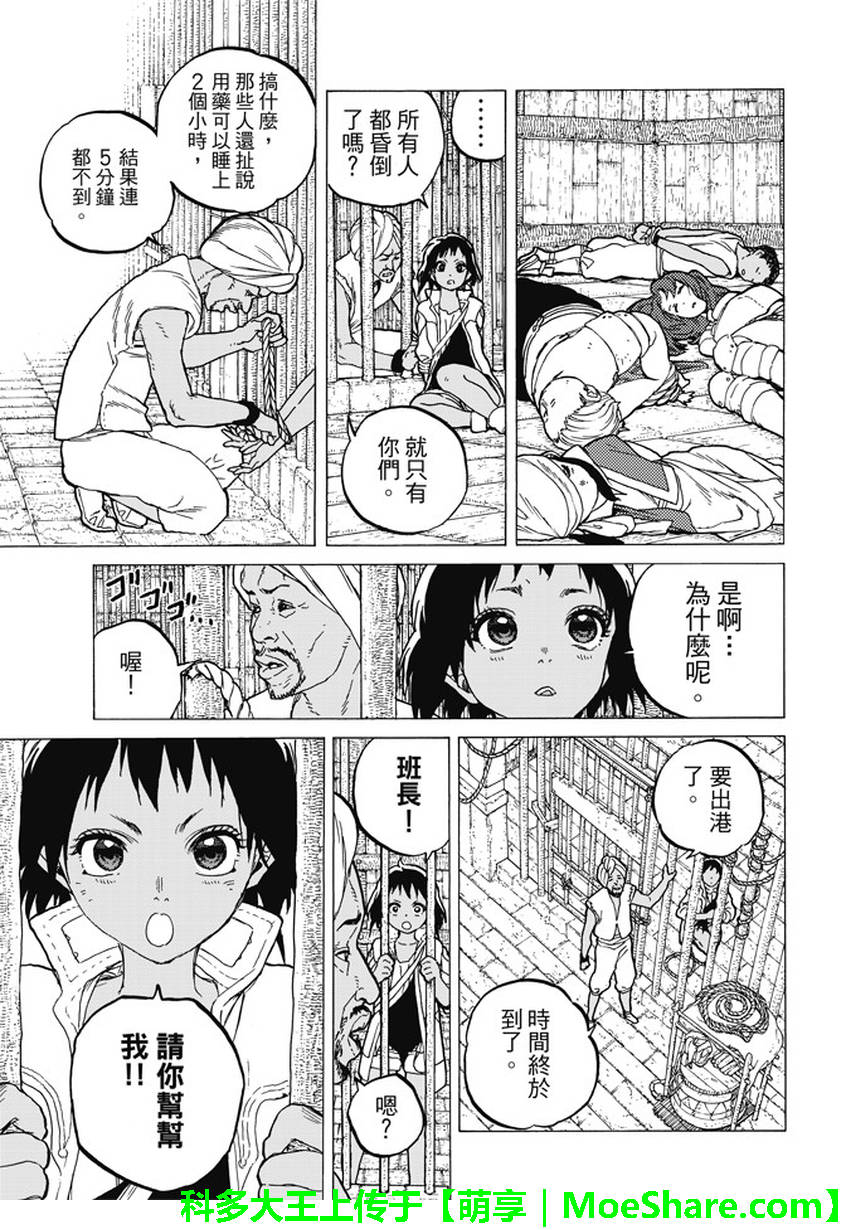 ……
所有人
都昏倒
了嗎？
就只有
你們。
搞什麼，
那些人還扯說
用藥可以睡上
2個小時，
結果連
5分鐘
都不到。
是啊…
為什麼呢。
ゴゴゴ…
喔！
要出港
了。
時間終於
到了。
班長！
嗯？
請你幫幫
我!!
科多大王上传于【萌享｜MoeShare.com】